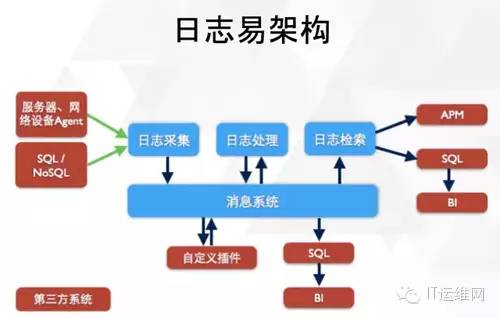 日志易架构
服务器、网
络设备Agent
SQL /
NoSQL
日志采集
日志处理
日志检索
APM
SQL
BI
消息系统
自定义插件
SQL
BI
第三方系统
IT运维网